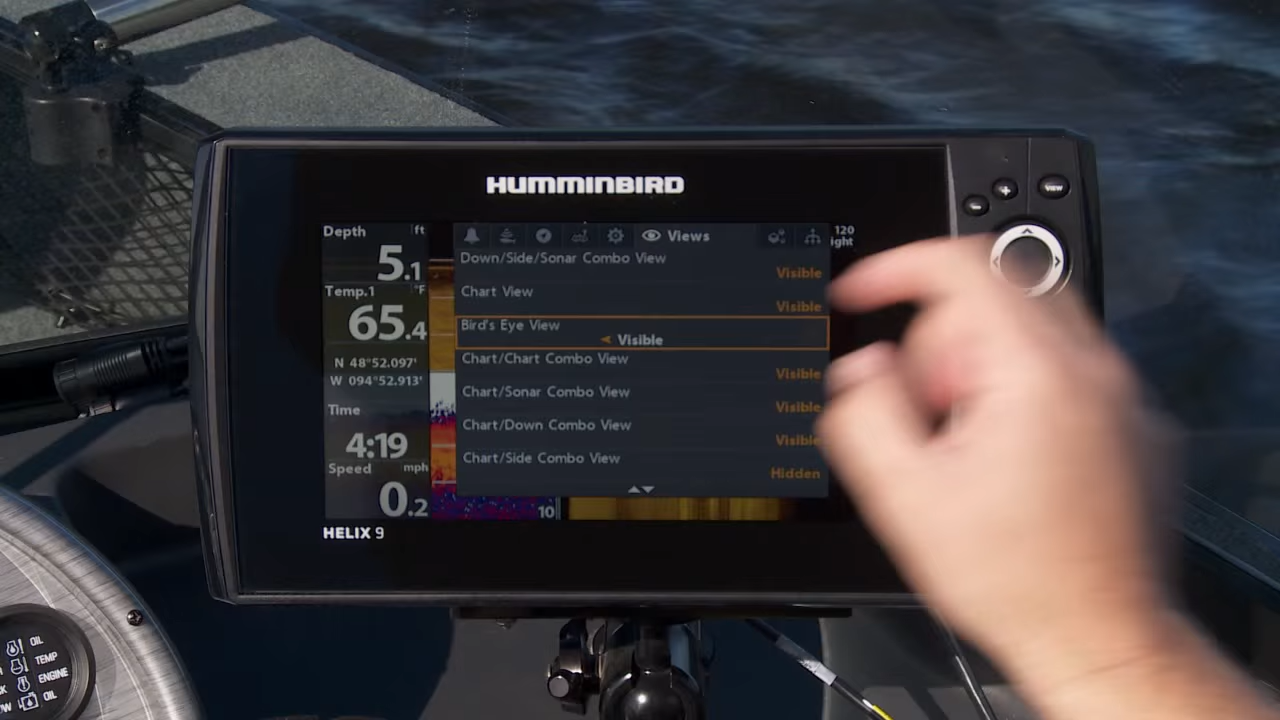 HUMMINBIRD
VIEW
Depth ft
5.1
Temp.1 °F
65.4
N 48°52.097'
W 094°52.913'
Time
4:19
Speed mph
0.2
Views
120
ight
Down/Side/Sonar Combo View
Visible
Chart View
Visible
Bird's Eye View
Visible
Chart/Chart Combo View
Visible
Chart/Sonar Combo View
Visible
Chart/Down Combo View
Visible
Chart/Side Combo View
Hidden
10
HELIX 9
OIL
TEMP
ENGINE
OIL